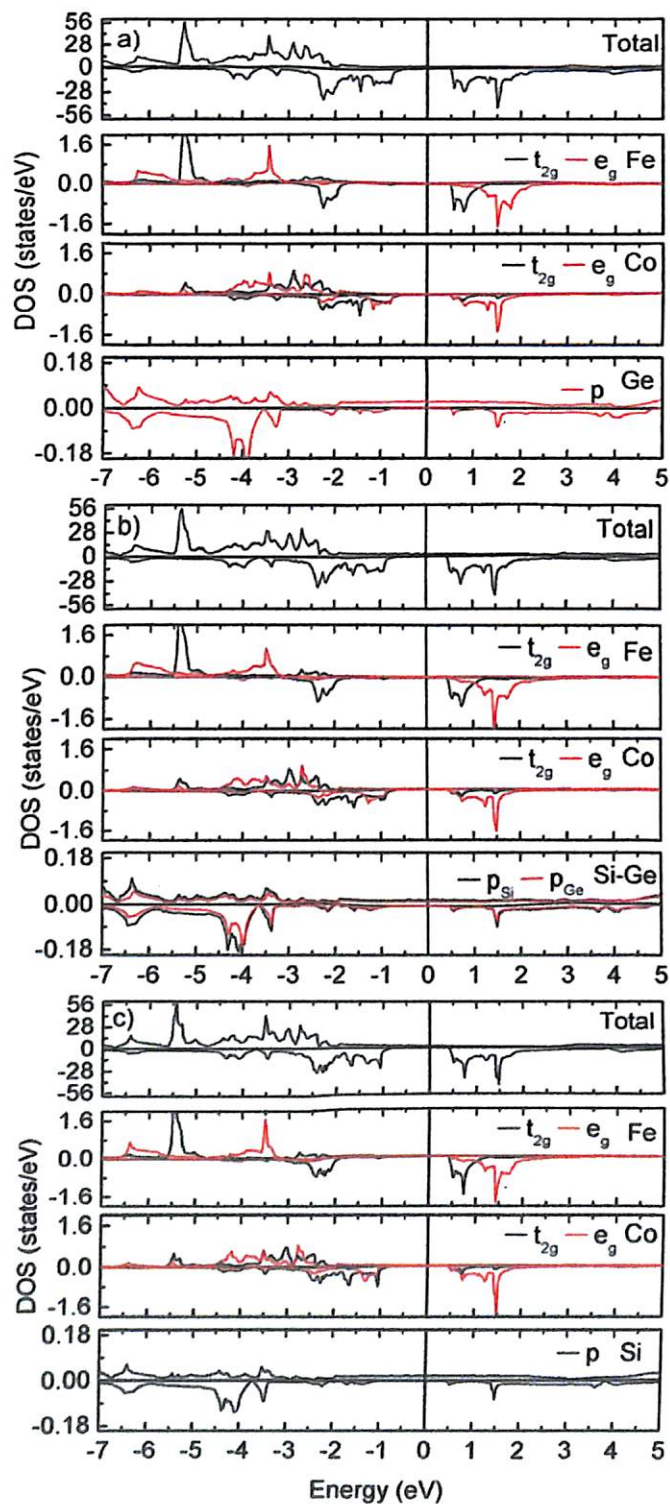 a)
Total
56
28
0
-28
-56
t2g eg Fe
1.6
0.0
-1.6
t2g eg Co
1.6
0.0
-1.6
p Ge
0.18
0.00
-0.18
-7 -6 -5 -4 -3 -2 -1 0 1 2 3 4 5
DOS (states/eV)
b)
Total
56
28
0
-28
-56
t2g eg Fe
1.6
0.0
-1.6
t2g eg Co
1.6
0.0
-1.6
pSi pGe Si-Ge
0.18
0.00
-0.18
-7 -6 -5 -4 -3 -2 -1 0 1 2 3 4 5
DOS (states/eV)
c)
Total
56
28
0
-28
-56
t2g eg Fe
1.6
0.0
-1.6
t2g eg Co
1.6
0.0
-1.6
p Si
0.18
0.00
-0.18
-7 -6 -5 -4 -3 -2 -1 0 1 2 3 4 5
DOS (states/eV)
Energy (eV)